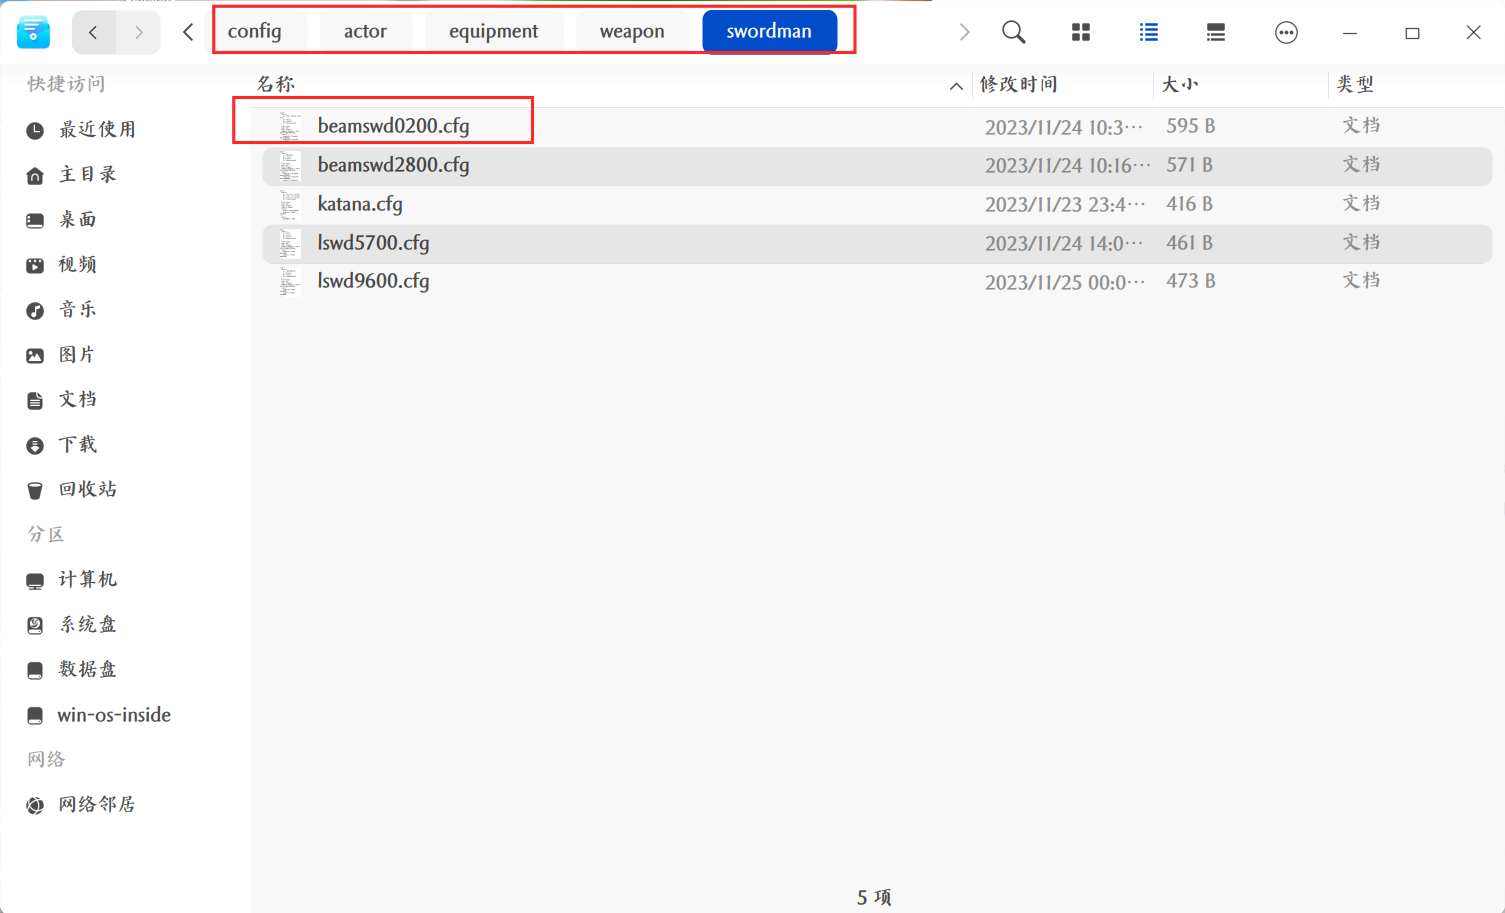 config actor equipment weapon swordman
快捷访问
最近使用
主目录
桌面
视频
音乐
图片
文档
下载
回收站
分区
计算机
系统盘
数据盘
win-os-inside
网络
网络邻居
名称 修改时间 大小 类型
beamswd0200.cfg 2023/11/24 10:3··· 595 B 文档
beamswd2800.cfg 2023/11/24 10:16··· 571 B 文档
katana.cfg 2023/11/23 23:4··· 416 B 文档
lswd5700.cfg 2023/11/24 14:0··· 461 B 文档
lswd9600.cfg 2023/11/25 00:0··· 473 B 文档
5 项